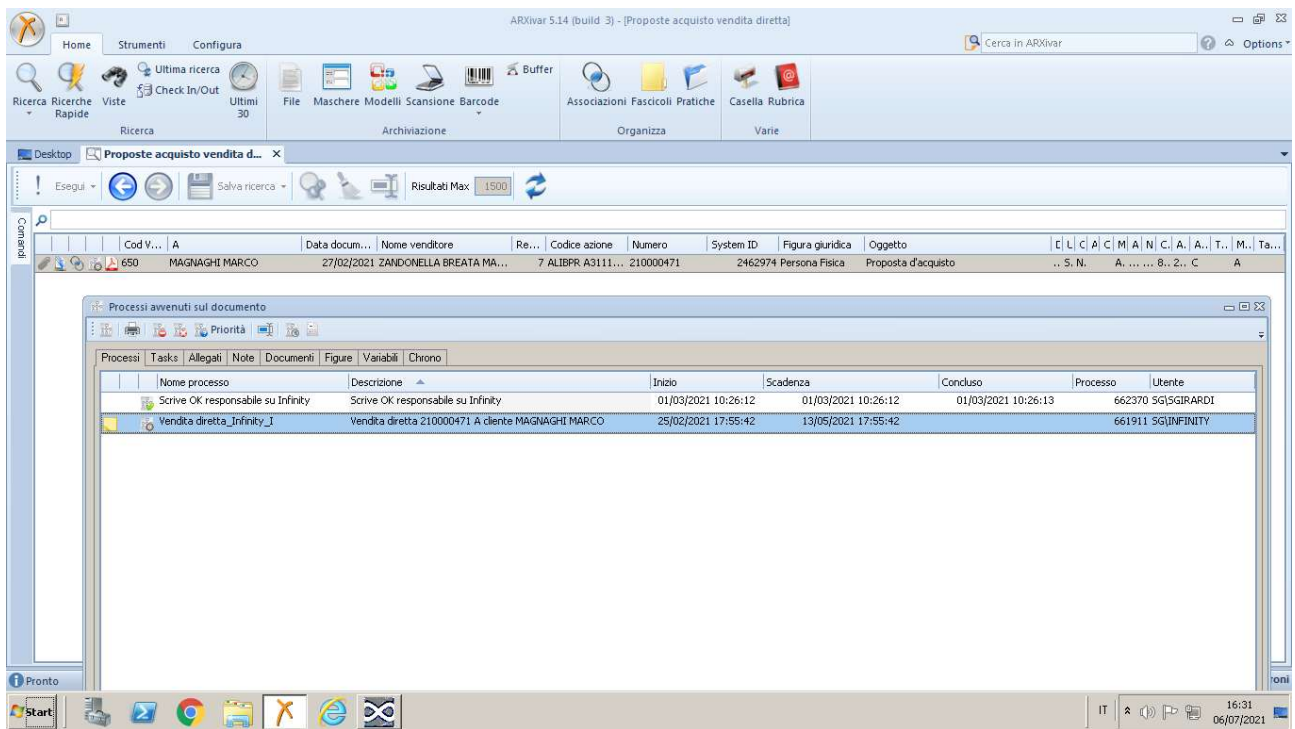 ARXivar 5.14 (build 3) - [Proposte acquisto vendita diretta]
Home Strumenti Configura Cerca in ARXivar Options
Ricerca Ricerche Rapide Viste Ultima ricerca Check In/Out Ultimi 30 File Maschere Modelli Scansione Barcode Buffer Associazioni Fascicoli Pratiche Casella Rubrica
Ricerca Archiviazione Organizza Varie
Desktop Proposte acquisto vendita d... X
Esegui Salva ricerca Risultati Max 1500
Comandi
Cod V... A Data docum... Nome venditore Re... Codice azione Numero System ID Figura giuridica Oggetto L C A C M A N C. A. A.. T.. M.. Ta...
650 MAGNAGHI MARCO 27/02/2021 ZANDONELLA BREATA MA... 7 ALIBPR A3111... 210000471 2462974 Persona Fisica Proposta d'acquisto .. S. N. A. ... ... 8.. 2.. C A
Processi avvenuti sul documento
Priorità
Processi Tasks Allegati Note Documenti Figure Variabili Chrono
Nome processo Descrizione Inizio Scadenza Concluso Processo Utente
Scrive OK responsabile su Infinity Scrive OK responsabile su Infinity 01/03/2021 10:26:12 01/03/2021 10:26:12 01/03/2021 10:26:13 662370 SG\SGIRARDI
Vendita diretta_Infinity_I Vendita diretta 210000471 A cliente MAGNAGHI MARCO 25/02/2021 17:55:42 13/05/2021 17:55:42 661911 SG\INFINITY
Pronto roni
Start IT 16:31
06/07/2021